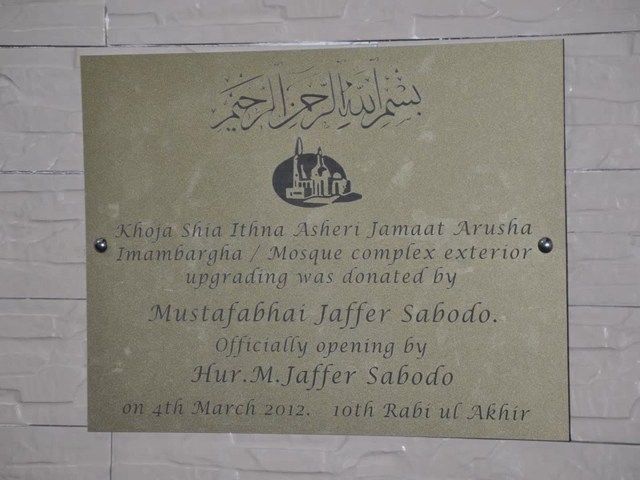 بسم الله الرحمن الرحيم
Khoja Shia Ithna Asheri Jamaat Arusha
Imambargha / Mosque complex exterior
upgrading was donated by
Mustafabhai Jaffer Sabodo.
Officially opening by
Hur.M.Jaffer Sabodo
on 4th March 2012. 10th Rabi ul Akhir